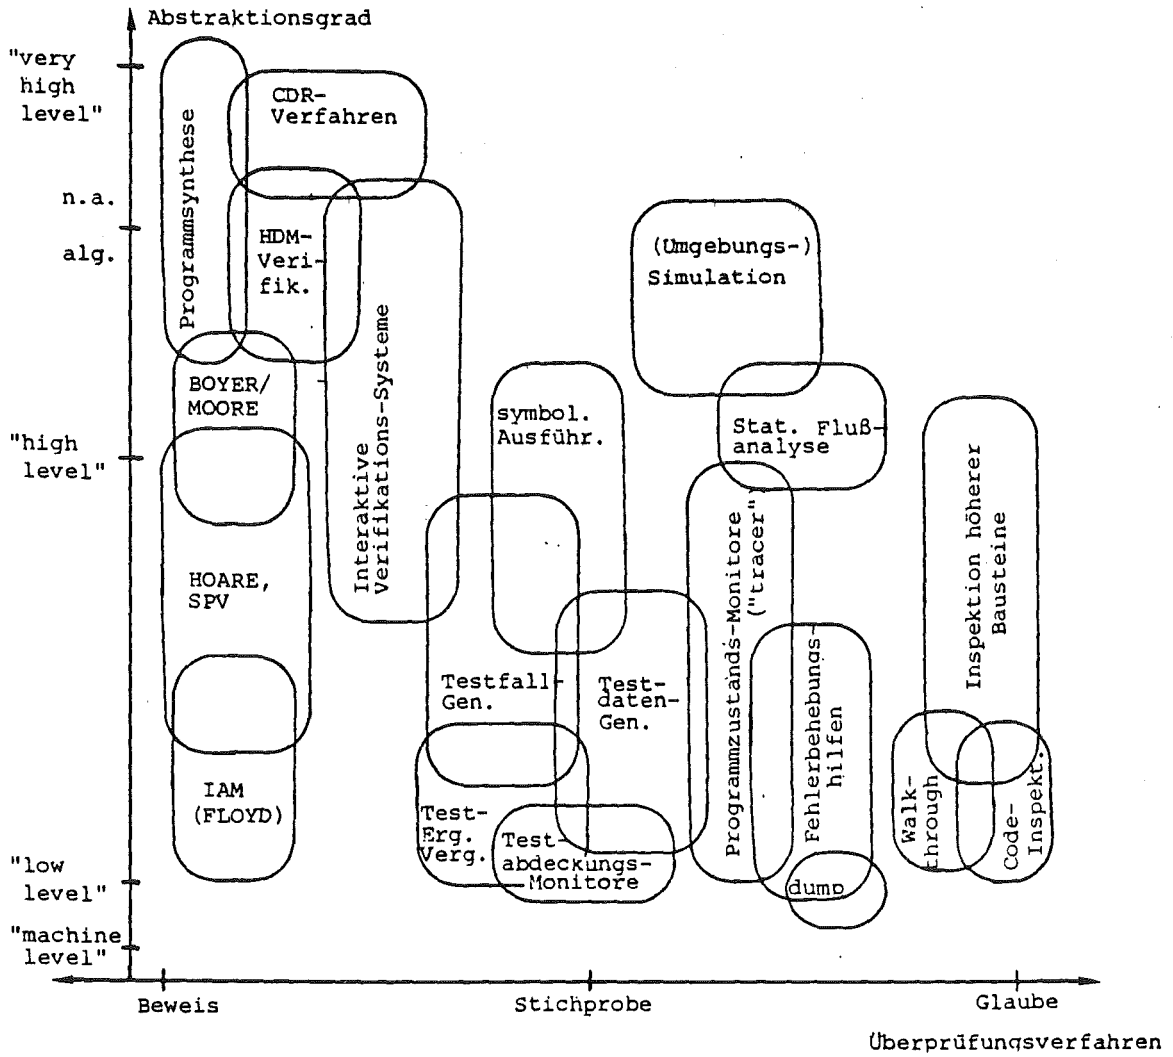 Abstraktionsgrad
"very
high
level"
n.a.
alg.
"high
level"
"low
level"
"machine
level"
Programmsynthese
CDR-
Verfahren
HDM-
Veri-
fik.
BOYER/
MOORE
HOARE,
SPV
IAM
(FLOYD)
Interaktive
Verifikations-Systeme
symbol.
Ausführ.
Testfall-
Gen.
Test-
daten-
Gen.
Test-
Erg.
Verg.
Test-
abdeckungs-
Monitore
(Umgebungs-)
Simulation
Stat. Fluß-
analyse
Programmzustands-Monitore
("tracer")
Fehlerbehebungs-
hilfen
dump
Inspektion höherer
Bausteine
Walk-
through
Code-
Inspekt.
Beweis
Stichprobe
Glaube
Überprüfungsverfahren